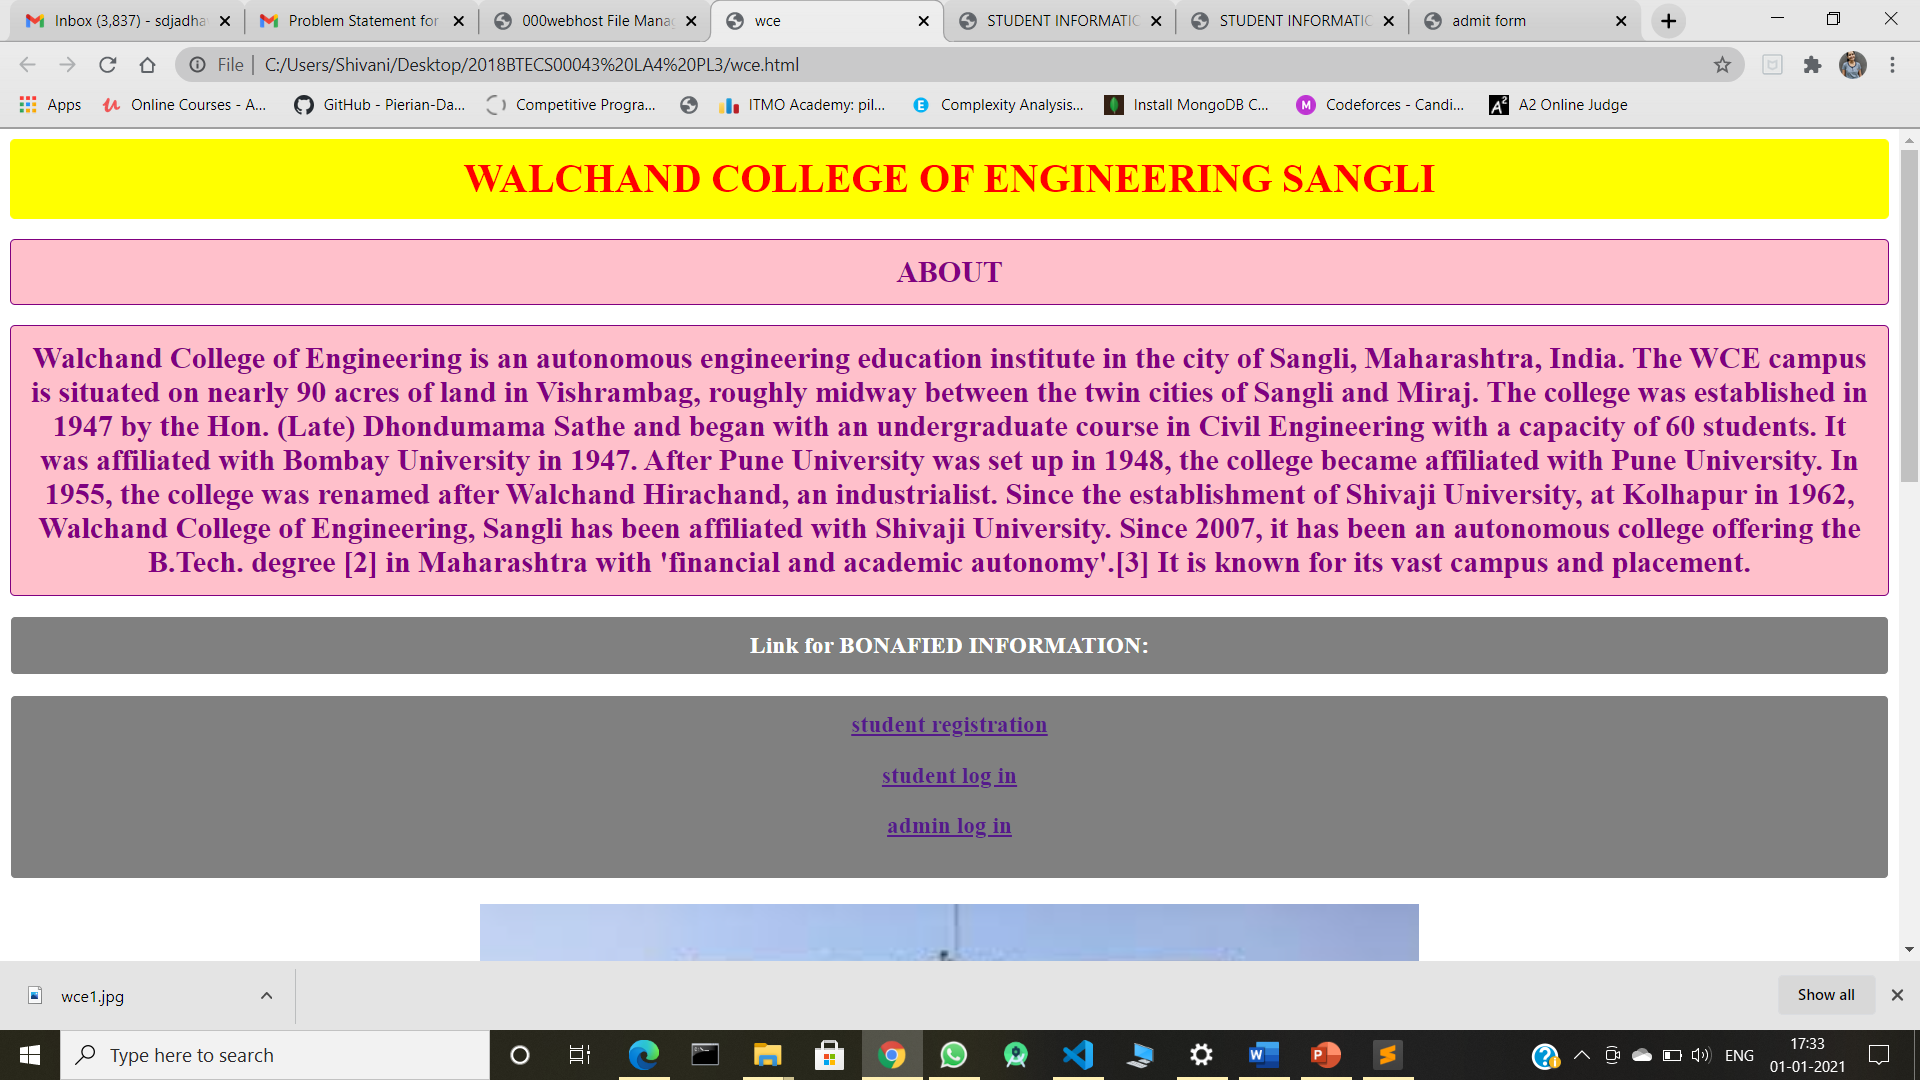 Inbox (3,837) - sdjadha
Problem Statement for
000webhost File Mana
wce
STUDENT INFORMATIO
STUDENT INFORMATIO
admit form
File | C:/Users/Shivani/Desktop/2018BTECS00043%20LA4%20PL3/wce.html
Apps
Online Courses - A...
GitHub - Pierian-Da...
Competitive Progra...
ITMO Academy: pil...
Complexity Analysis...
Install MongoDB C...
Codeforces - Candi...
A2 Online Judge
WALCHAND COLLEGE OF ENGINEERING SANGLI
ABOUT
Walchand College of Engineering is an autonomous engineering education institute in the city of Sangli, Maharashtra, India. The WCE campus
is situated on nearly 90 acres of land in Vishrambag, roughly midway between the twin cities of Sangli and Miraj. The college was established in
1947 by the Hon. (Late) Dhondumama Sathe and began with an undergraduate course in Civil Engineering with a capacity of 60 students. It
was affiliated with Bombay University in 1947. After Pune University was set up in 1948, the college became affiliated with Pune University. In
1955, the college was renamed after Walchand Hirachand, an industrialist. Since the establishment of Shivaji University, at Kolhapur in 1962,
Walchand College of Engineering, Sangli has been affiliated with Shivaji University. Since 2007, it has been an autonomous college offering the
B.Tech. degree [2] in Maharashtra with 'financial and academic autonomy'.[3] It is known for its vast campus and placement.
Link for BONAFIED INFORMATION:
student registration
student log in
admin log in
wce1.jpg
Show all
Type here to search
ENG
17:33
01-01-2021